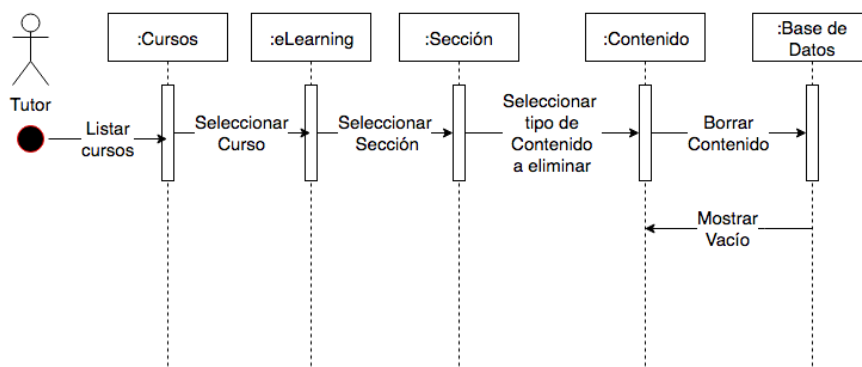 :Cursos
:eLearning
:Sección
:Contenido
:Base de
Datos
Tutor
Listar
cursos
Seleccionar
Curso
Seleccionar
Sección
Seleccionar
tipo de
Contenido
a eliminar
Borrar
Contenido
Mostrar
Vacío